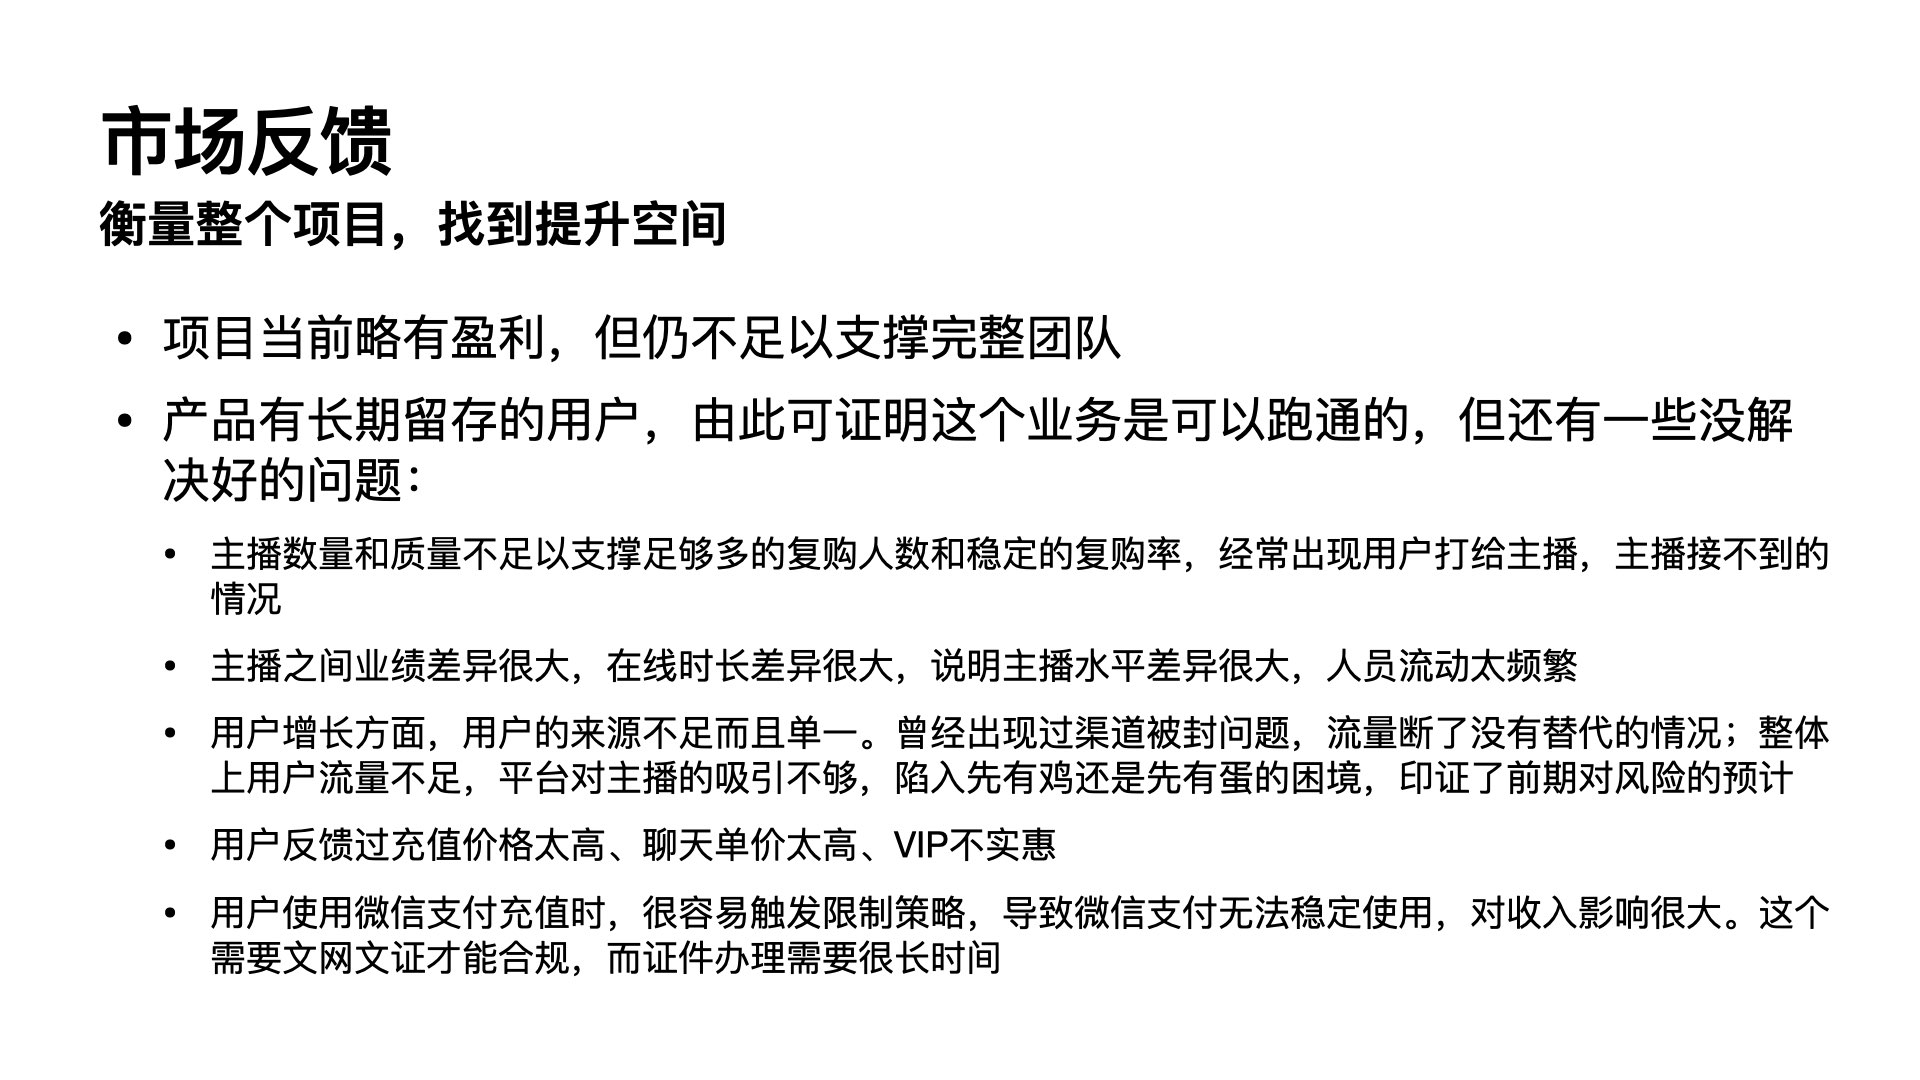 市场反馈
衡量整个项目，找到提升空间
• 项目当前略有盈利，但仍不足以支撑完整团队
• 产品有长期留存的用户，由此可证明这个业务是可以跑通的，但还有一些没解
决好的问题：
• 主播数量和质量不足以支撑足够多的复购人数和稳定的复购率，经常出现用户打给主播，主播接不到的
情况
• 主播之间业绩差异很大，在线时长差异很大，说明主播水平差异很大，人员流动太频繁
• 用户增长方面，用户的来源不足而且单一。曾经出现过渠道被封问题，流量断了没有替代的情况；整体
上用户流量不足，平台对主播的吸引不够，陷入先有鸡还是先有蛋的困境，印证了前期对风险的预计
• 用户反馈过充值价格太高、聊天单价太高、VIP不实惠
• 用户使用微信支付充值时，很容易触发限制策略，导致微信支付无法稳定使用，对收入影响很大。这个
需要文网文证才能合规，而证件办理需要很长时间